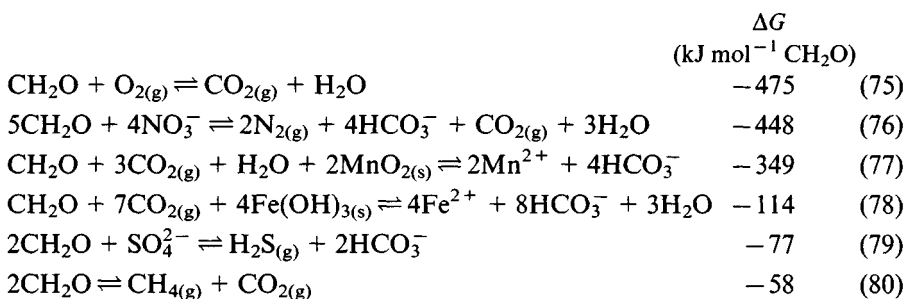 ΔG
(kJ mol⁻¹ CH₂O)
CH₂O + O₂₍g₎ ⇌ CO₂₍g₎ + H₂O −475 (75)
5CH₂O + 4NO₃⁻ ⇌ 2N₂₍g₎ + 4HCO₃⁻ + CO₂₍g₎ + 3H₂O −448 (76)
CH₂O + 3CO₂₍g₎ + H₂O + 2MnO₂₍s₎ ⇌ 2Mn²⁺ + 4HCO₃⁻ −349 (77)
CH₂O + 7CO₂₍g₎ + 4Fe(OH)₃₍s₎ ⇌ 4Fe²⁺ + 8HCO₃⁻ + 3H₂O −114 (78)
2CH₂O + SO₄²⁻ ⇌ H₂S₍g₎ + 2HCO₃⁻ −77 (79)
2CH₂O ⇌ CH₄₍g₎ + CO₂₍g₎ −58 (80)